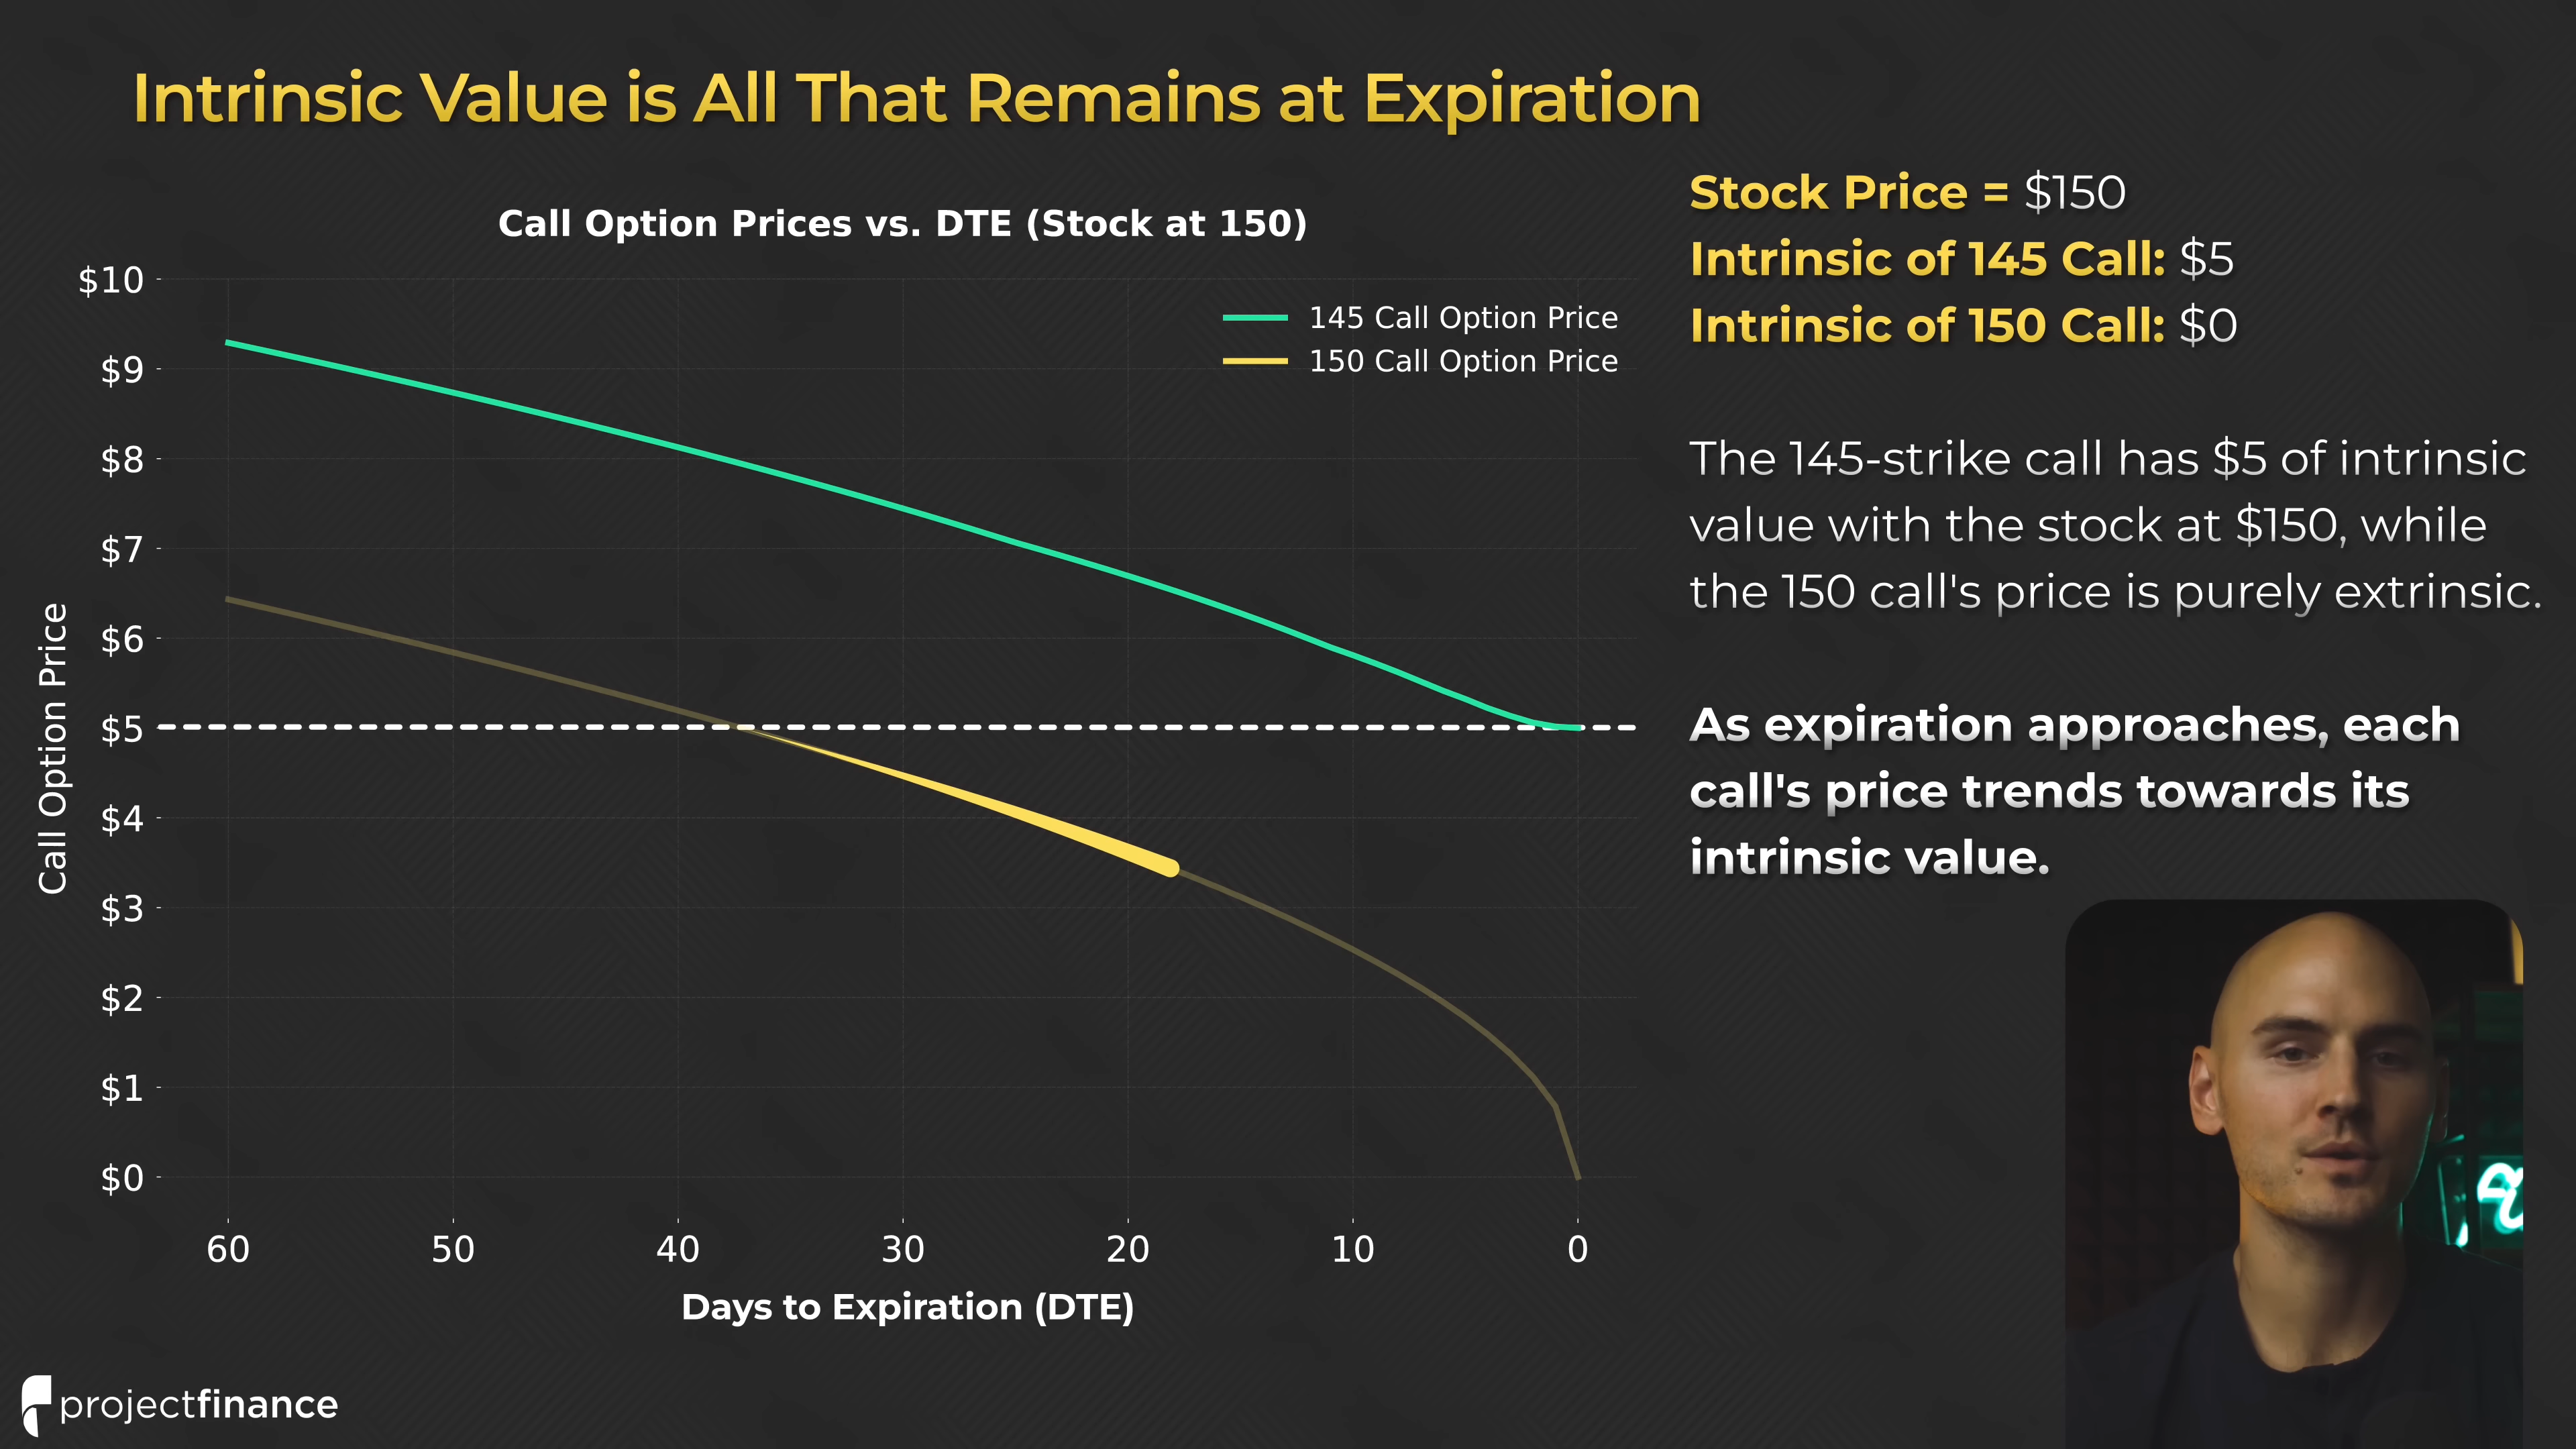 Intrinsic Value is All That Remains at Expiration
Call Option Prices vs. DTE (Stock at 150)
$10
$9
$8
$7
$6
$5
$4
$3
$2
$1
$0
Call Option Price
145 Call Option Price
150 Call Option Price
60 50 40 30 20 10 0
Days to Expiration (DTE)
Stock Price = $150
Intrinsic of 145 Call: $5
Intrinsic of 150 Call: $0
The 145-strike call has $5 of intrinsic
value with the stock at $150, while
the 150 call's price is purely extrinsic.
As expiration approaches, each
call's price trends towards its
intrinsic value.
projectfinance